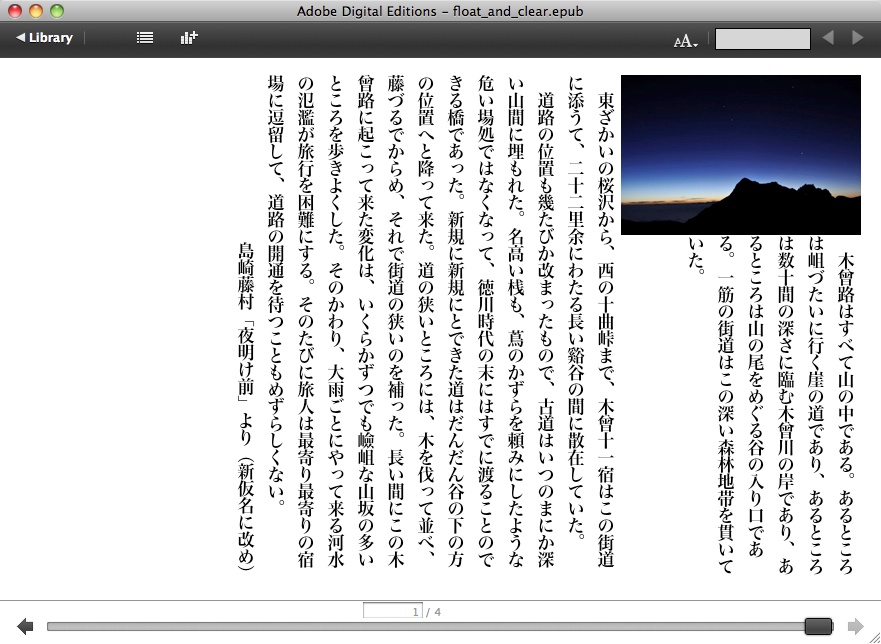 Adobe Digital Editions – float_and_clear.epub
Library
AA
木曾路はすべて山の中である。あるところ
は岨づたいに行く崖の道であり、あるところ
は数十間の深さに臨む木曾川の岸であり、あ
るところは山の尾をめぐる谷の入り口であ
る。一筋の街道はこの深い森林地帯を貫いて
いた。
東ざかいの桜沢から、西の十曲峠まで、木曾十一宿はこの街道
に添うて、二十二里余にわたる長い谿谷の間に散在していた。
道路の位置も幾たびか改まったもので、古道はいつのまにか深
い山間に埋もれた。名高い桟も、蔦のかずらを頼みにしたような
危い場処ではなくなって、徳川時代の末にはすでに渡ることので
きる橋であった。新規に新規にとできた道はだんだん谷の下の方
の位置へと降って来た。道の狭いところには、木を伐って並べ、
藤づるでからめ、それで街道の狭いのを補った。長い間にこの木
曾路に起こって来た変化は、いくらかずつでも嶮岨な山坂の多い
ところを歩きよくした。そのかわり、大雨ごとにやって来る河水
の氾濫が旅行を困難にする。そのたびに旅人は最寄り最寄りの宿
場に逗留して、道路の開通を待つこともめずらしくない。
島崎藤村「夜明け前」より（新仮名に改め）
1 / 4